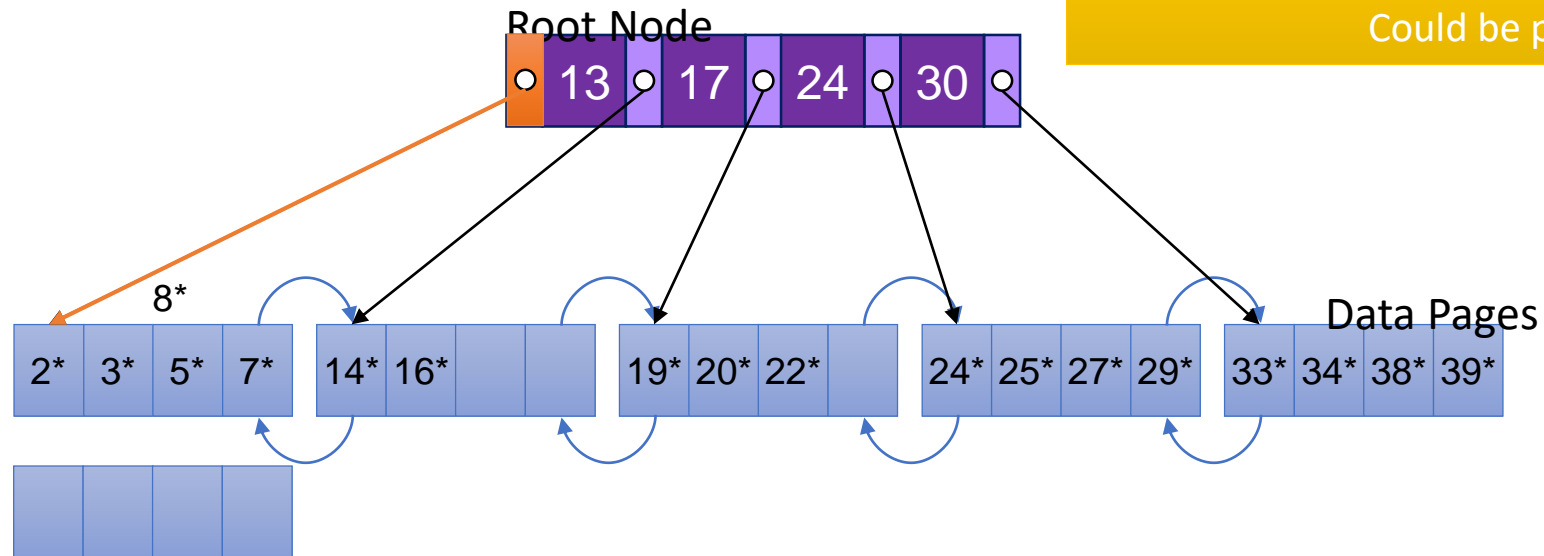 Root Node
Could be p
13 17 24 30
8*
Data Pages
2* 3* 5* 7* 14* 16* 19* 20* 22* 24* 25* 27* 29* 33* 34* 38* 39*